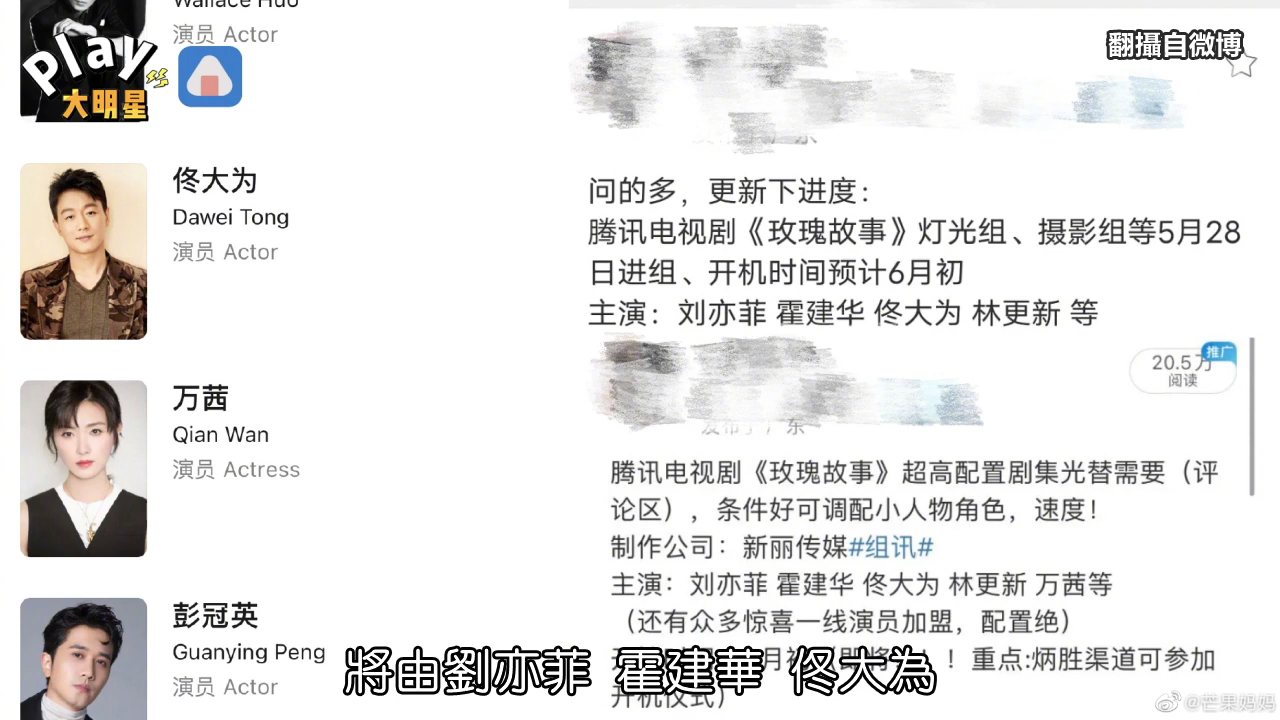 Wallace Huo
演员 Actor
Play
大明星
佟大为
Dawei Tong
演员 Actor
万茜
Qian Wan
演员 Actress
彭冠英
Guanying Peng
演员 Actor
翻攝自微博
问的多，更新下进度：
腾讯电视剧《玫瑰故事》灯光组、摄影组等5月28
日进组、开机时间预计6月初
主演：刘亦菲 霍建华 佟大为 林更新 等
推广
20.5万
阅读
发布于广东
腾讯电视剧《玫瑰故事》超高配置剧集光替需要（评
论区），条件好可调配小人物角色，速度！
制作公司：新丽传媒#组讯#
主演：刘亦菲 霍建华 佟大为 林更新 万茜等
（还有众多惊喜一线演员加盟，配置绝）
！重点:炳胜渠道可参加
开机仪式）
將由劉亦菲 霍建華 佟大為
@芒果妈妈